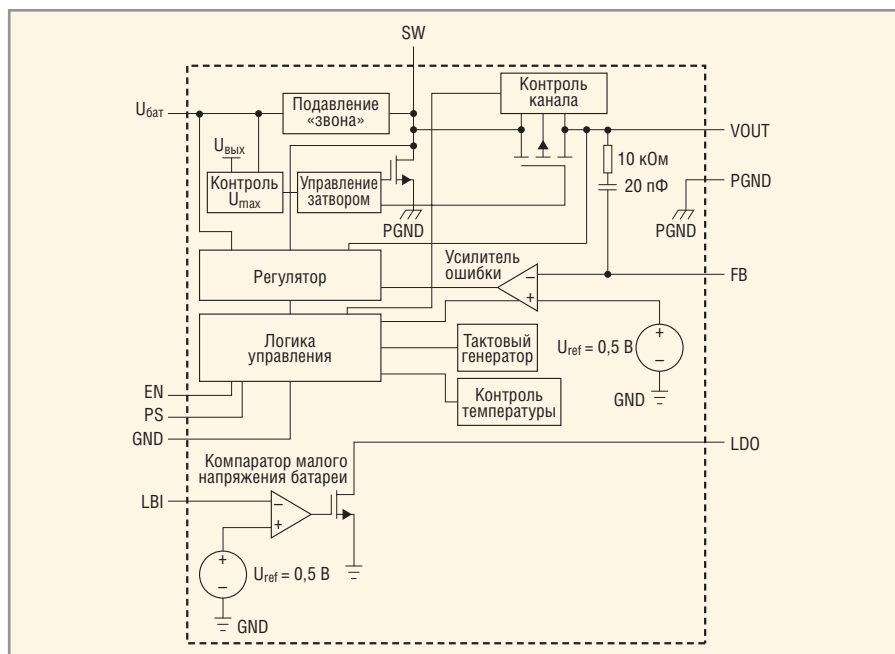 SW
Контроль
канала
Подавление
«звона»
Uбат
VOUT
Uвых
10 кОм
Контроль
Umax
Управление
затвором
20 пФ
PGND
PGND
PGND
Усилитель
ошибки
Регулятор
–
FB
+
Логика
управления
Тактовый
генератор
+
Uref = 0,5 В
–
EN
Контроль
температуры
GND
PS
GND
LDO
Компаратор малого
напряжения батареи
LBI
–
+
+
Uref = 0,5 В
–
GND